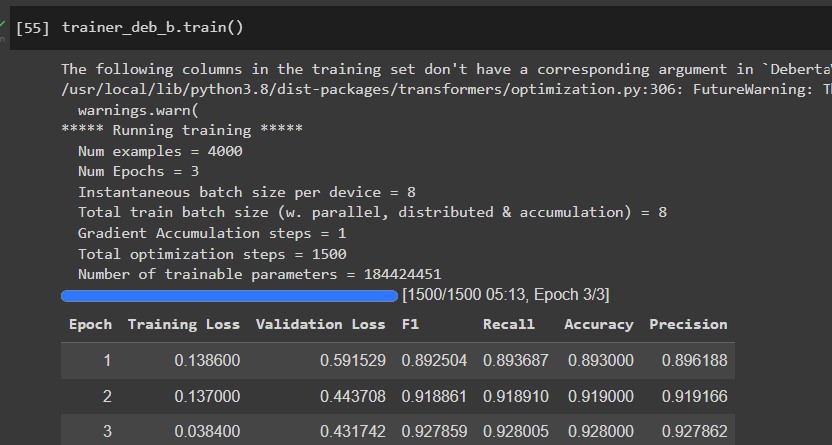 [55] trainer_deb_b.train()
The following columns in the training set don't have a corresponding argument in `Deberta
/usr/local/lib/python3.8/dist-packages/transformers/optimization.py:306: FutureWarning:
warnings.warn(
***** Running training *****
Num examples = 4000
Num Epochs = 3
Instantaneous batch size per device = 8
Total train batch size (w. parallel, distributed & accumulation) = 8
Gradient Accumulation steps = 1
Total optimization steps = 1500
Number of trainable parameters = 184424451
[1500/1500 05:13, Epoch 3/3]
Epoch Training Loss Validation Loss F1 Recall Accuracy Precision
1 0.138600 0.591529 0.892504 0.893687 0.893000 0.896188
2 0.137000 0.443708 0.918861 0.918910 0.919000 0.919166
3 0.038400 0.431742 0.927859 0.928005 0.928000 0.927862